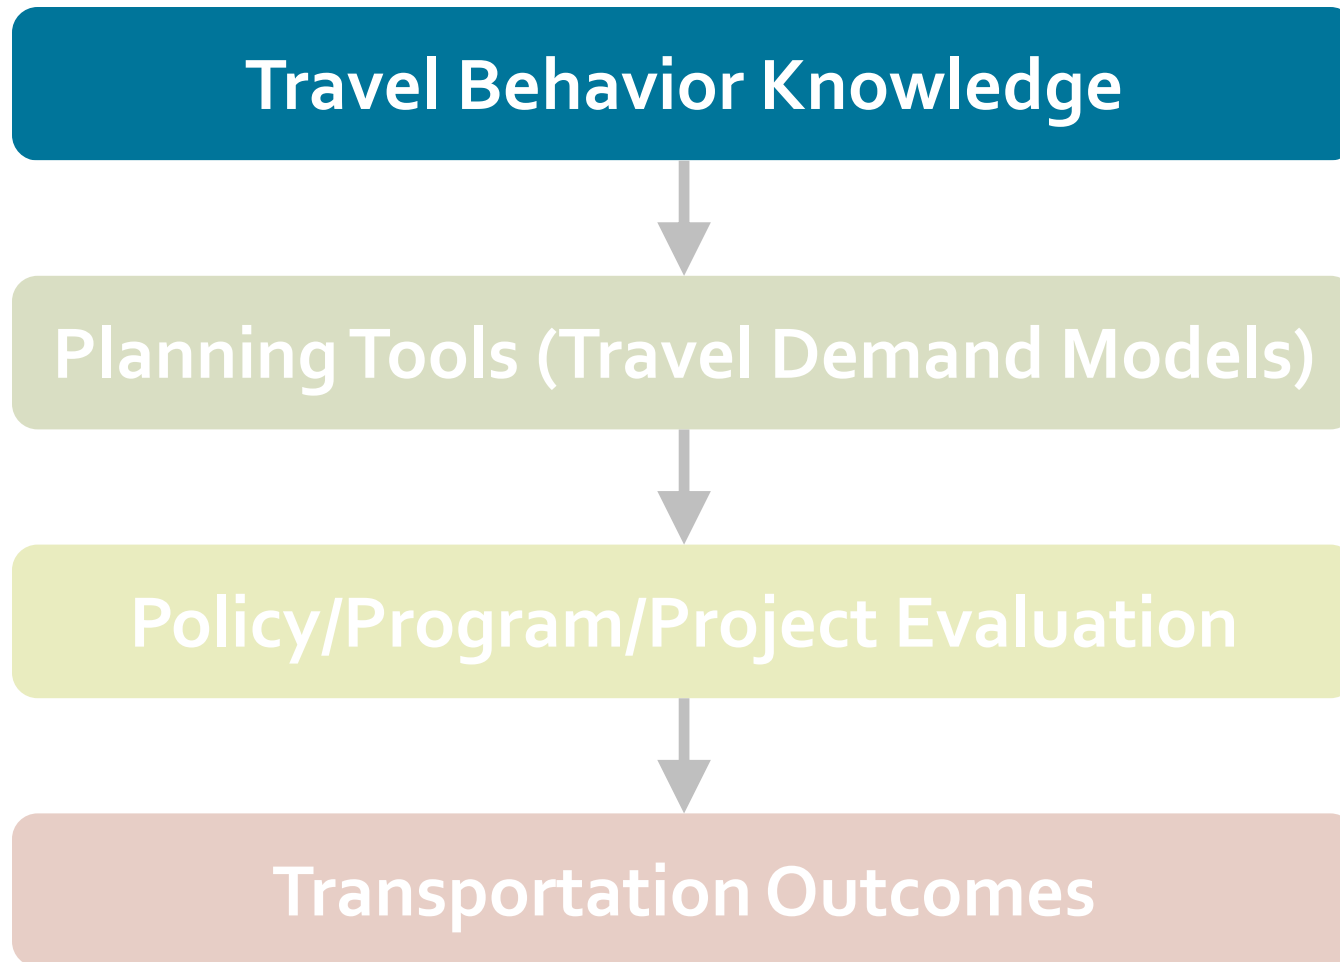 Travel Behavior Knowledge
Planning Tools (Travel Demand Models)
Policy/Program/Project Evaluation
Transportation Outcomes